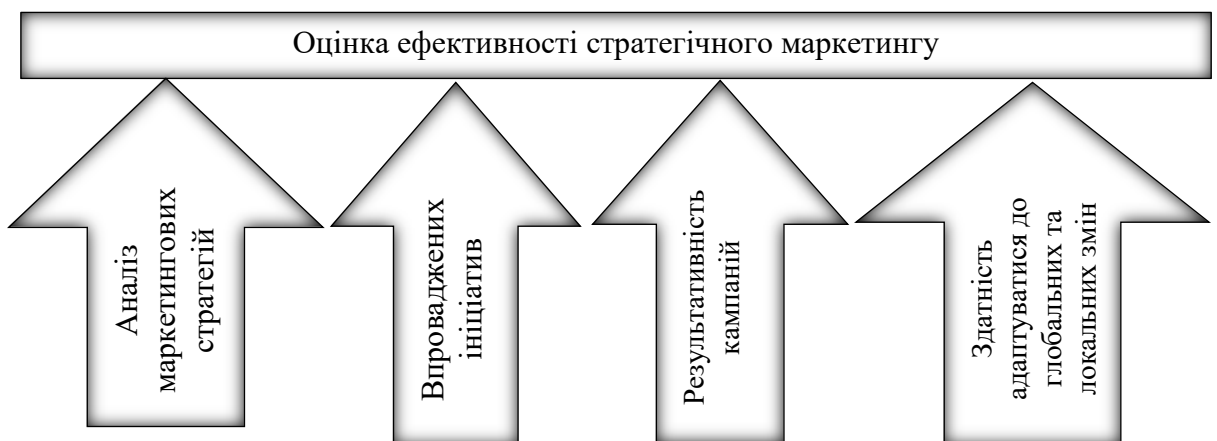 Оцінка ефективності стратегічного маркетингу
Аналіз
маркетингових
стратегій
Впроваджених
ініціатив
Результативність
кампаній
Здатність
адаптуватися до
глобальних та
локальних змін